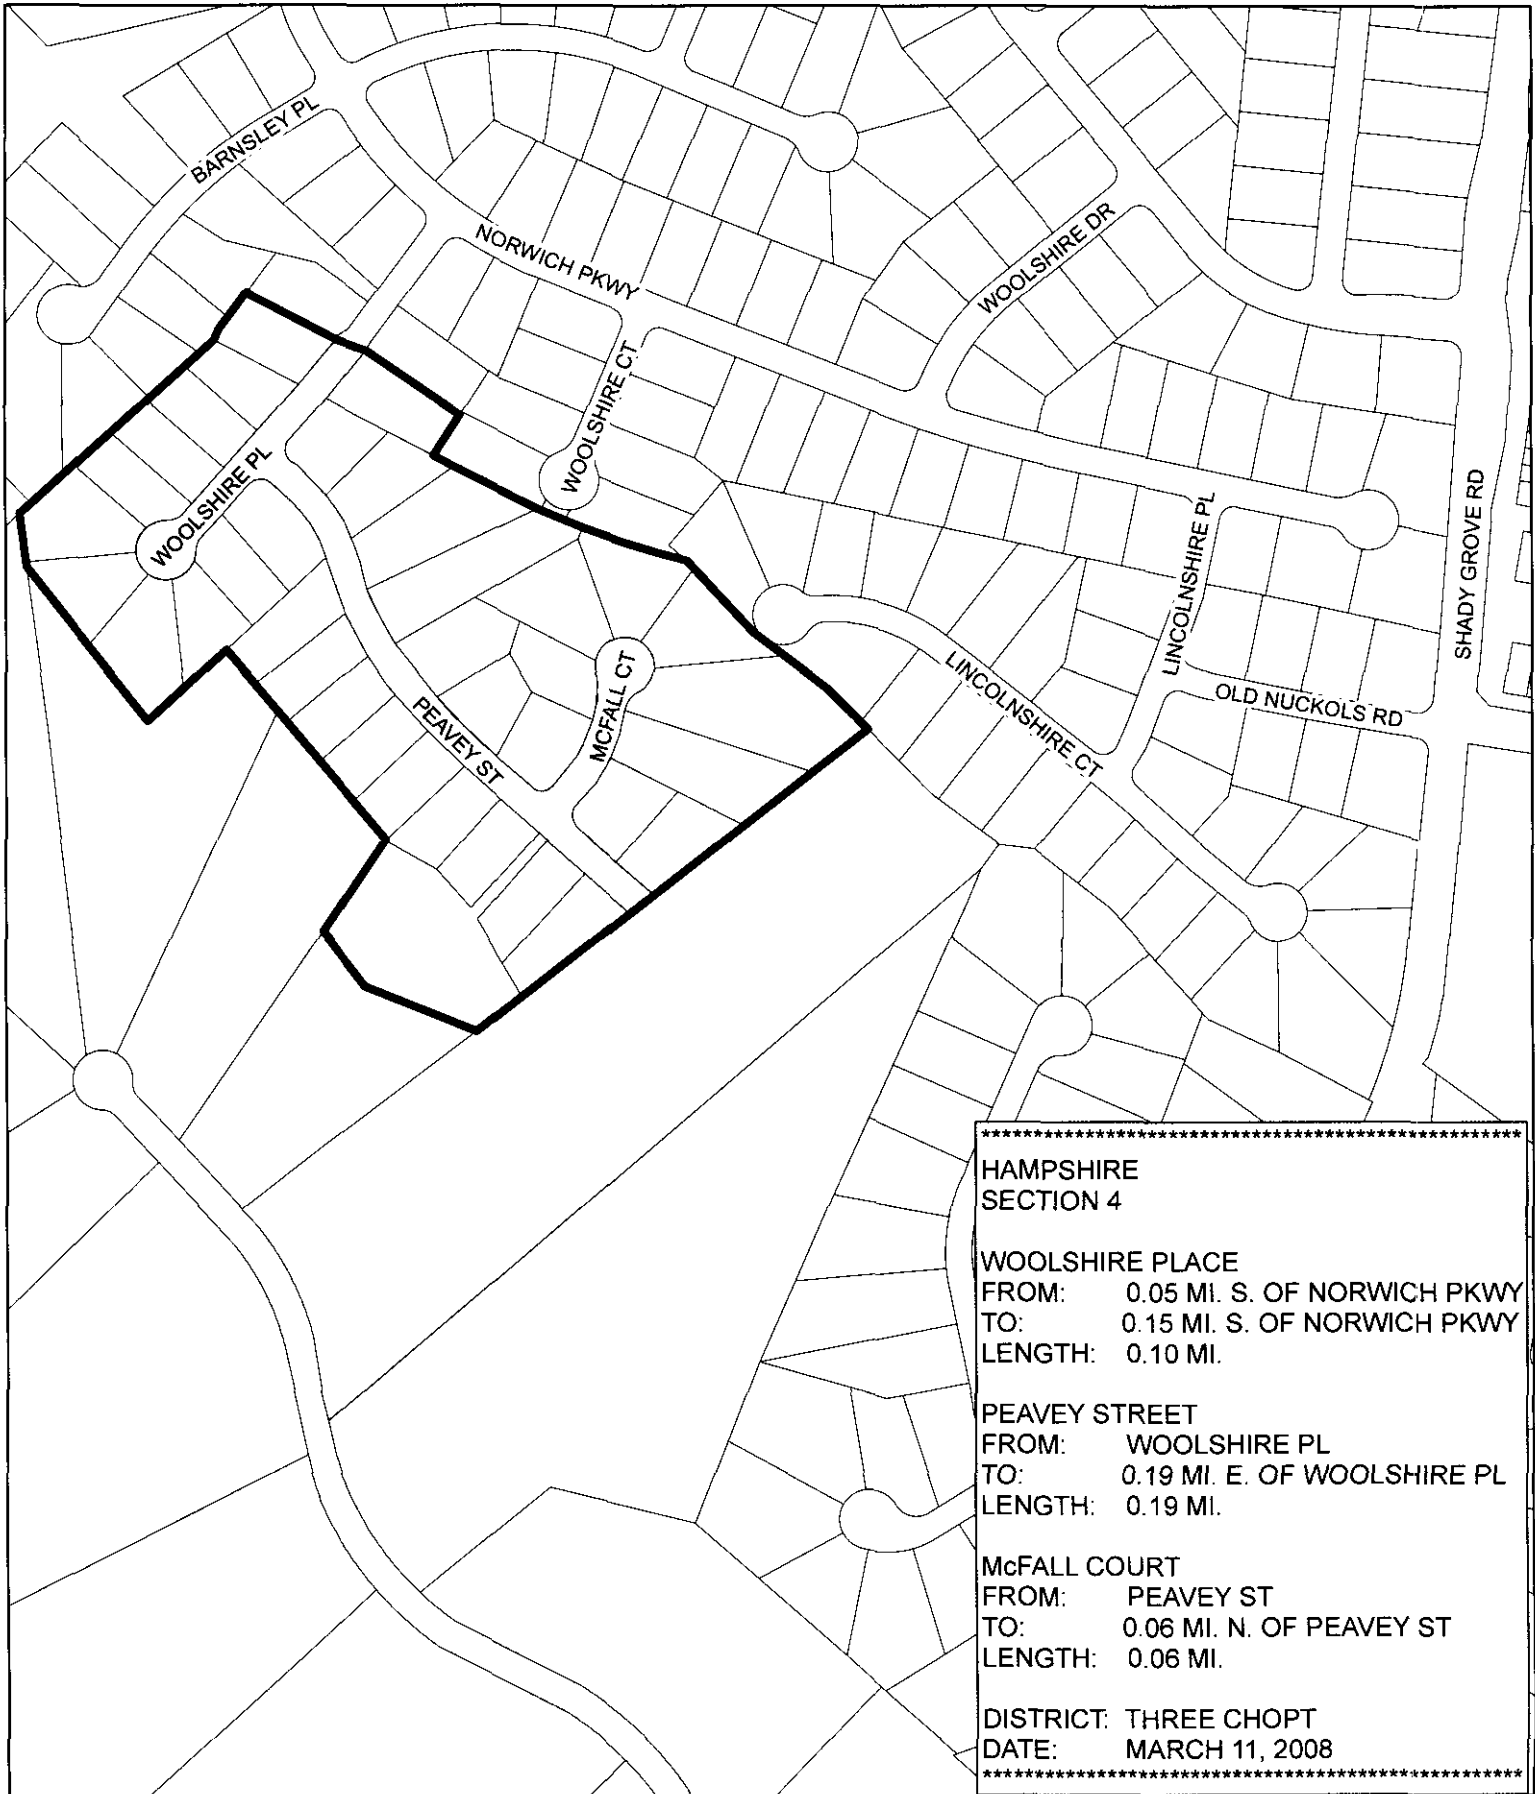 BARNSLEY PL
NORWICH PKWY
WOOLSHIRE DR
WOOLSHIRE CT
WOOLSHIRE PL
LINCOLNSHIRE PL
SHADY GROVE RD
MCFALL CT
LINCOLNSHIRE CT
OLD NUCKOLS RD
PEAVEY ST
****************************************************
HAMPSHIRE
SECTION 4
WOOLSHIRE PLACE
FROM: 0.05 MI. S. OF NORWICH PKWY
TO: 0.15 MI. S. OF NORWICH PKWY
LENGTH: 0.10 MI.
PEAVEY STREET
FROM: WOOLSHIRE PL
TO: 0.19 MI. E. OF WOOLSHIRE PL
LENGTH: 0.19 MI.
McFALL COURT
FROM: PEAVEY ST
TO: 0.06 MI. N. OF PEAVEY ST
LENGTH: 0.06 MI.
DISTRICT: THREE CHOPT
DATE: MARCH 11, 2008
****************************************************